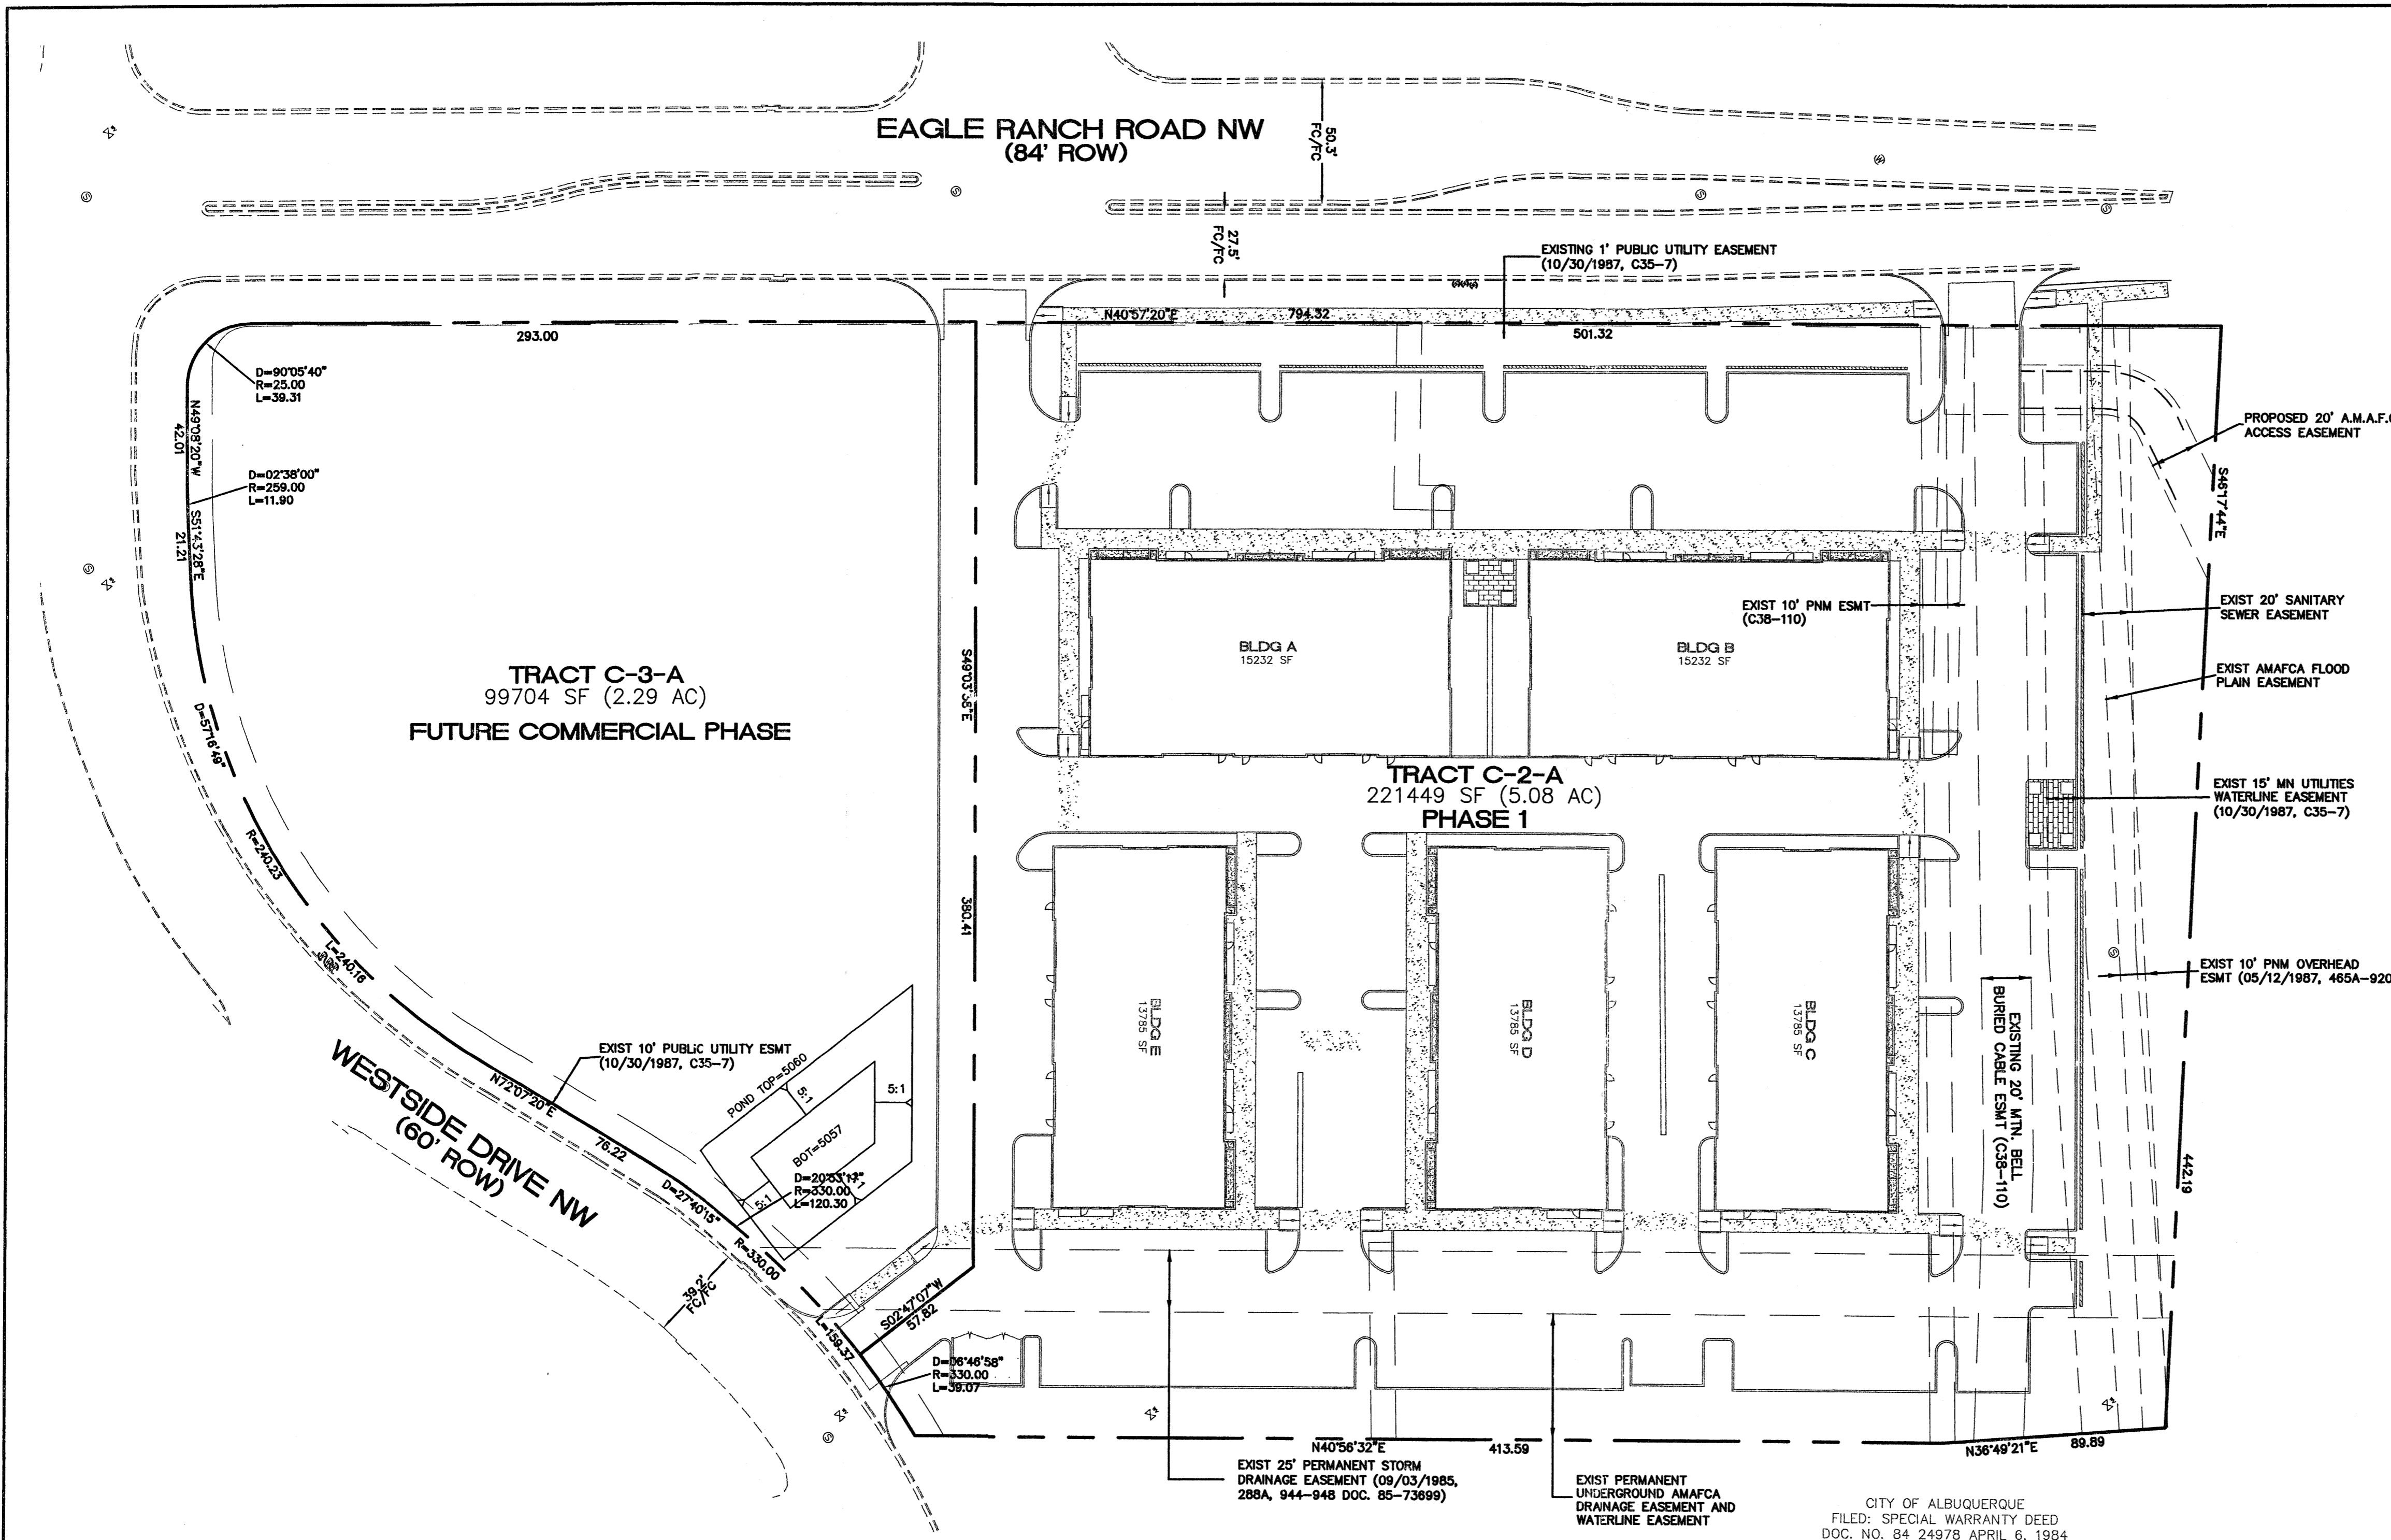 EAGLE RANCH ROAD NW
(84' ROW)
50.3'
FC/FC
27.5'
FC/FC
EXISTING 1' PUBLIC UTILITY EASEMENT
(10/30/1987, C35-7)
293.00
N40°57'20"E
794.32
501.32
D=90°05'40"
R=25.00
L=39.31
N49°08'20"W
42.01
D=02°38'00"
R=259.00
L=11.90
S51°43'28"E
21.21
PROPOSED 20' A.M.A.F.
ACCESS EASEMENT
S46°17'44"E
EXIST 20' SANITARY
SEWER EASEMENT
EXIST 10' PNM ESMT
(C38-110)
BLDG A
15232 SF
BLDG B
15232 SF
EXIST AMAFCA FLOOD
PLAIN EASEMENT
TRACT C-3-A
99704 SF (2.29 AC)
FUTURE COMMERCIAL PHASE
D=57°16'49"
R=240.23
L=240.16
380.41
TRACT C-2-A
221449 SF (5.08 AC)
PHASE 1
EXIST 15' MN UTILITIES
WATERLINE EASEMENT
(10/30/1987, C35-7)
EXIST 10' PNM OVERHEAD
ESMT (05/12/1987, 465A-920
BLDG E
13785 SF
BLDG D
13785 SF
BLDG C
13785 SF
EXISTING 20' MTN. BELL
BURIED CABLE ESMT (C38-110)
442.19
EXIST 10' PUBLIC UTILITY ESMT
(10/30/1987, C35-7)
WESTSIDE DRIVE NW
(60' ROW)
N72°07'20"E
76.22
POND TOP=5060
5:1
5:1
BOT=5057
5:1
R=330.00
L=120.30
D=27°40'15"
R=330.00
L=159.37
39.2'
FC/FC
S02°47'07"W
57.82
D=06°46'58"
R=330.00
L=39.07
N40°56'32"E
413.59
N36°49'21"E
89.89
EXIST 25' PERMANENT STORM
DRAINAGE EASEMENT (09/03/1985,
288A, 944-948 DOC. 85-73699)
EXIST PERMANENT
UNDERGROUND AMAFCA
DRAINAGE EASEMENT AND
WATERLINE EASEMENT
CITY OF ALBUQUERQUE
FILED: SPECIAL WARRANTY DEED
DOC. NO. 84 24978 APRIL 6, 1984